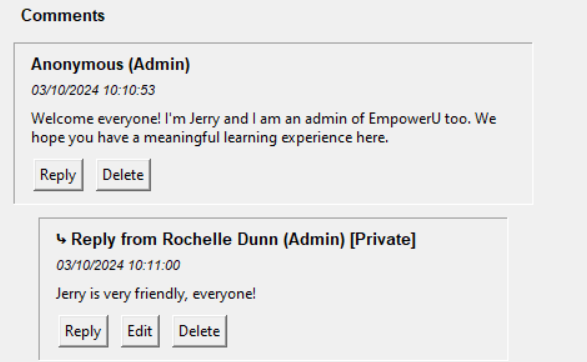 Comments
Anonymous (Admin)
03/10/2024 10:10:53
Welcome everyone! I'm Jerry and I am an admin of EmpowerU too. We
hope you have a meaningful learning experience here.
Reply Delete
↳ Reply from Rochelle Dunn (Admin) [Private]
03/10/2024 10:11:00
Jerry is very friendly, everyone!
Reply Edit Delete